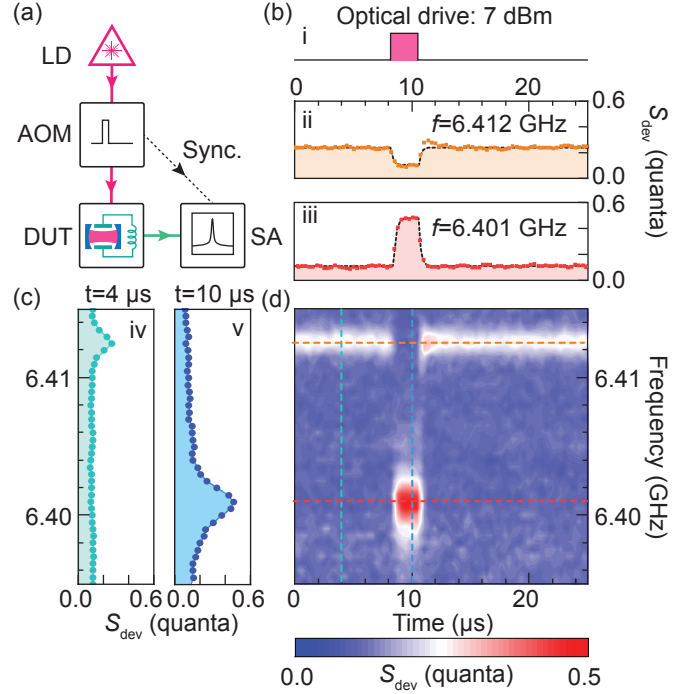 (a)
LD
AOM
Sync.
DUT
SA
(b)
Optical drive: 7 dBm
i
0 10 20
ii
f=6.412 GHz
0.6
0.0
iii
f=6.401 GHz
0.6
0.0
S_dev (quanta)
(c)
t=4 μs
t=10 μs
iv
v
6.41
6.40
0.0 0.6
0.0 0.6
S_dev (quanta)
(d)
6.41
6.40
Frequency (GHz)
0 10 20
Time (μs)
0.0 0.5
S_dev (quanta)